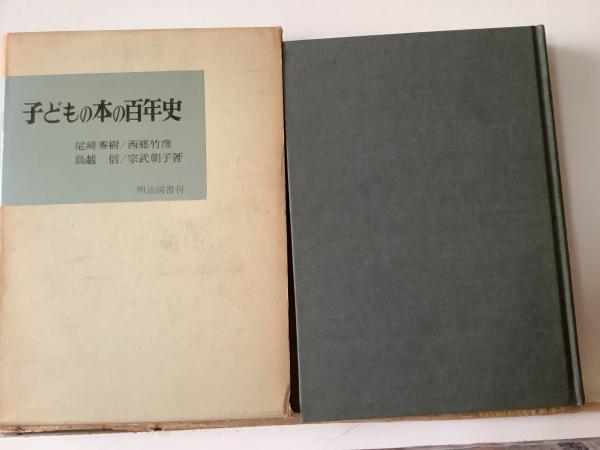 子どもの本の百年史
尾崎秀樹/西郷竹彦
鳥越 信/宗武朝子著
明治図書刊